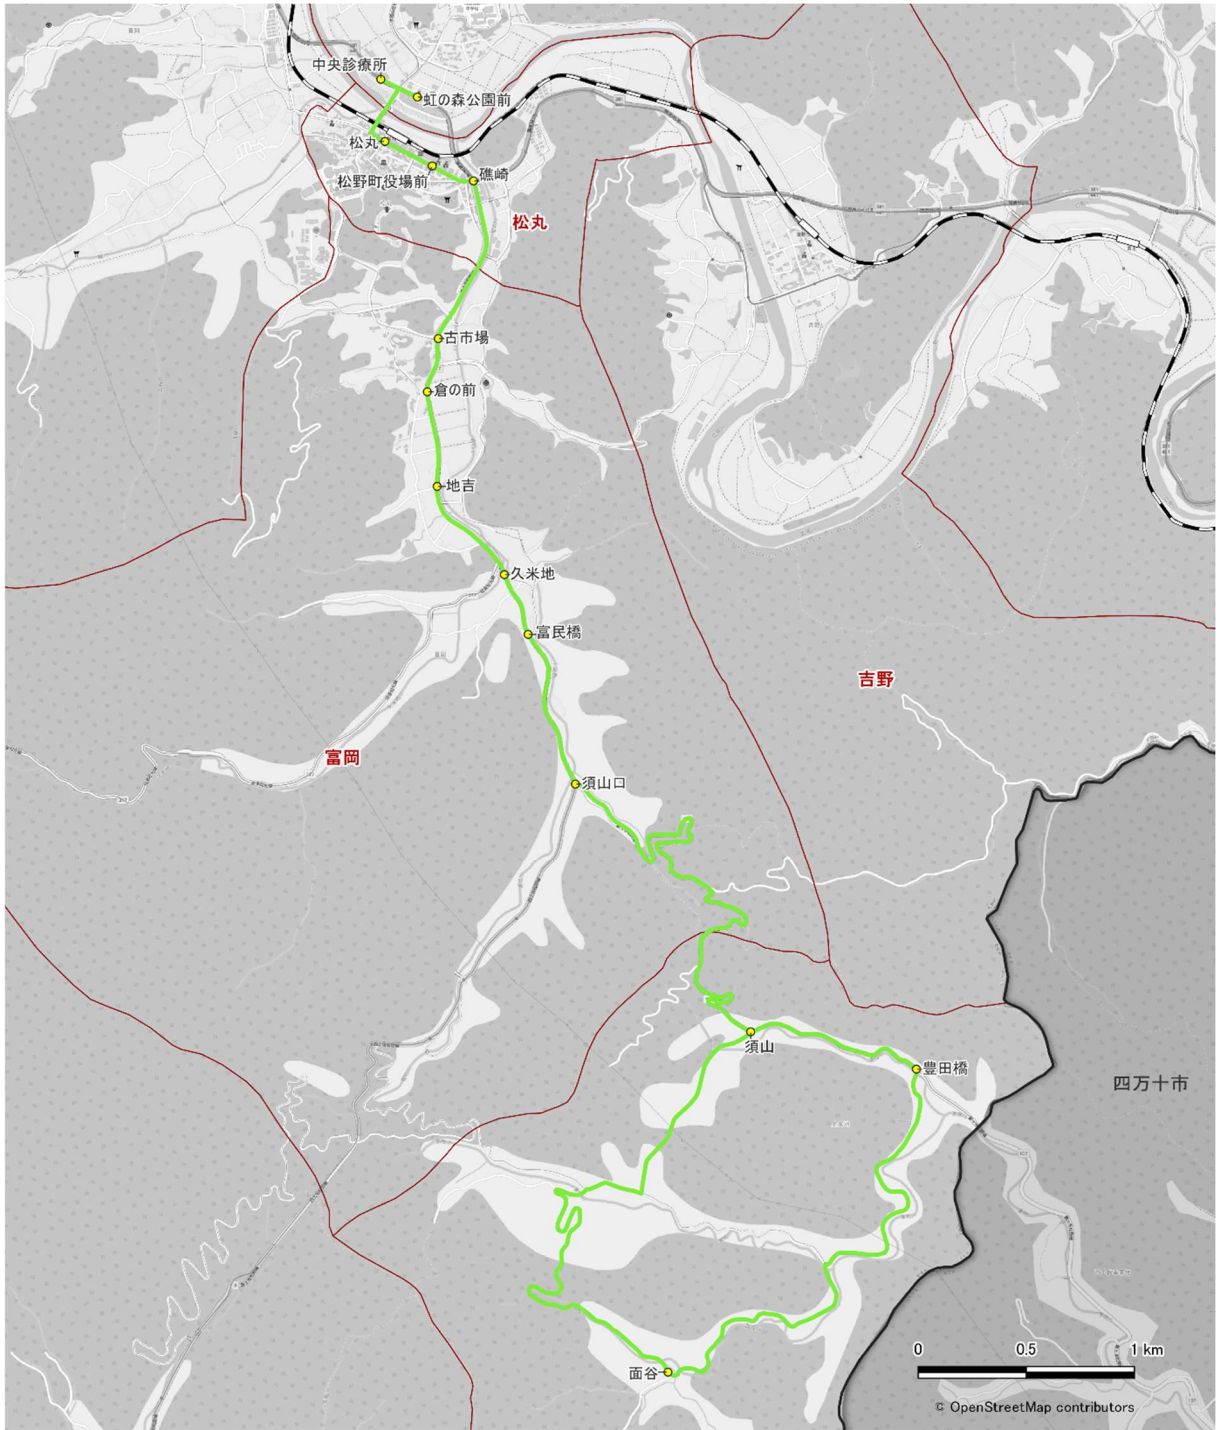 中央診療所
虹の森公園前
松丸
松野町役場前
礁崎
松丸
古市場
倉の前
地吉
久米地
富民橋
吉野
富岡
須山口
須山
豊田橋
四万十市
面谷
0 0.5 1 km
© OpenStreetMap contributors